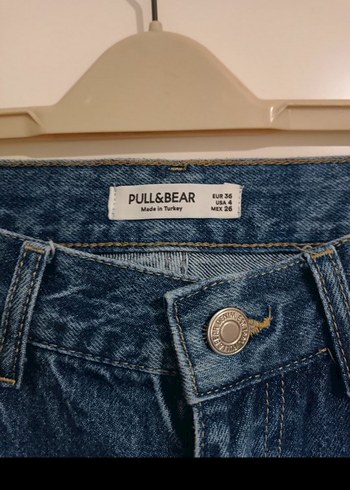 PULL&BEAR
Made in Turkey
EUR 36
USA 4
MEX 26